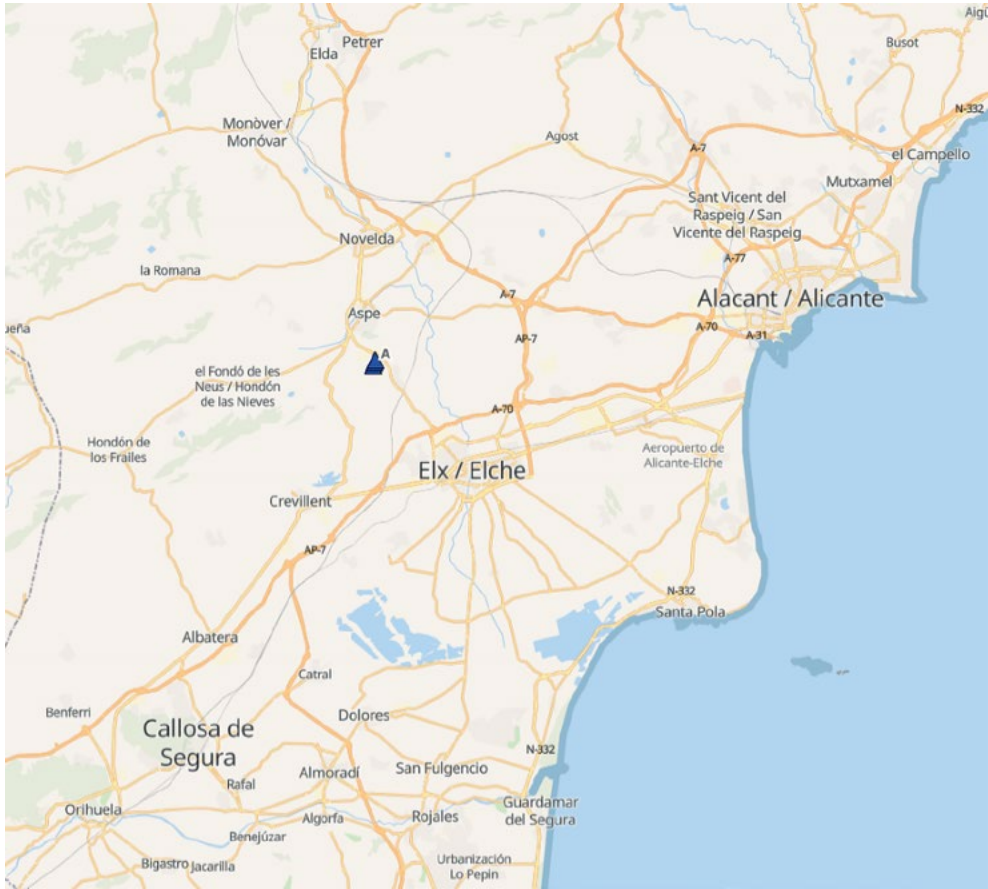 Aigü
Petrer
Elda
Busot
N-332
Monòver /
Monóvar
Agost
A-7
el Campello
Mutxamel
Sant Vicent del
Raspeig / San
Vicente del Raspeig
Novelda
A-77
la Romana
A-7
Alacant / Alicante
Aspe
A-70
A-31
ueña
AP-7
A
el Fondó de les
Neus / Hondón
de las Nieves
A-70
Hondón de
los Frailes
Aeropuerto de
Alicante-Elche
Elx / Elche
Crevillent
AP-7
N-332
Santa Pola
Albatera
Catral
Benferri
Dolores
Callosa de
Segura
N-332
Almoradí
San Fulgencio
Rafal
Orihuela
Algorfa
Rojales
Guardamar
del Segura
Benejúzar
Bigastro
Jacarilla
Urbanización
Lo Pepin